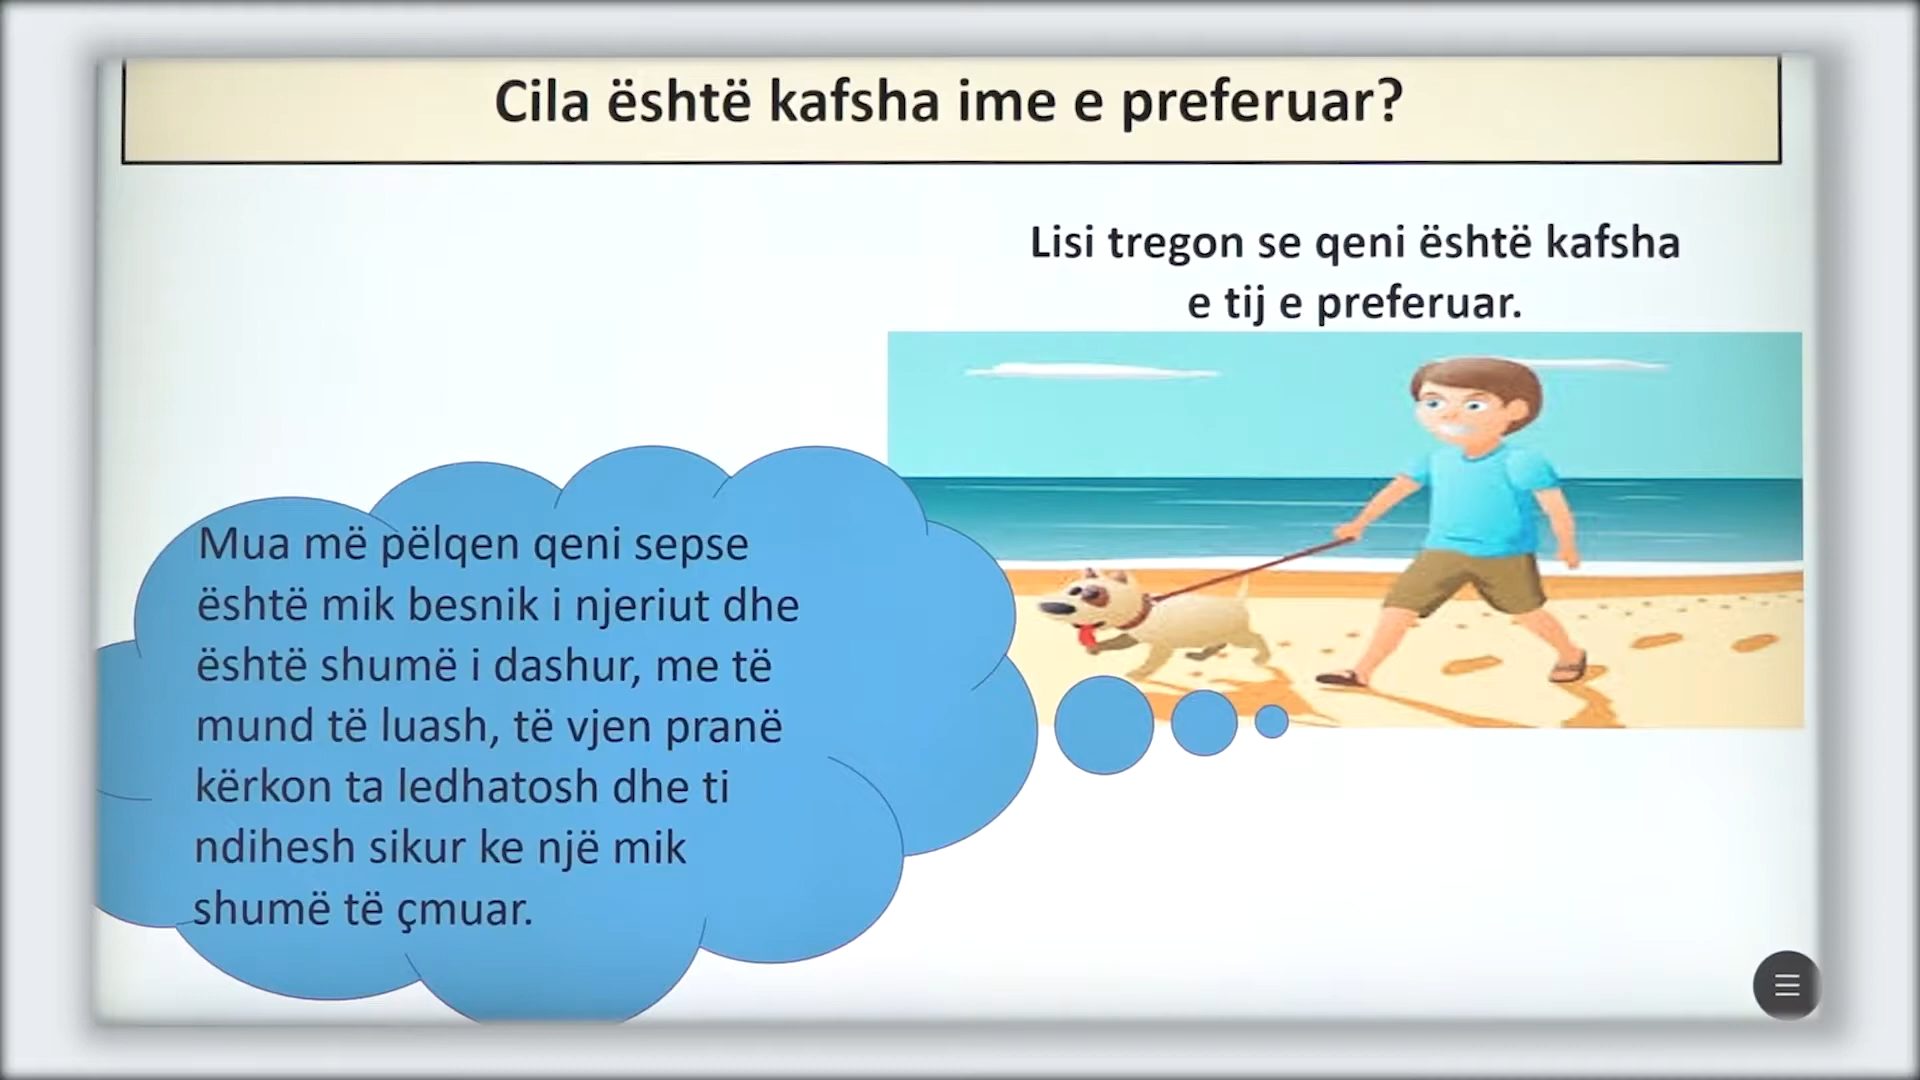 Cila është kafsha ime e preferuar?
Lisi tregon se qeni është kafsha
e tij e preferuar.
Mua më pëlqen qeni sepse
është mik besnik i njeriut dhe
është shumë i dashur, me të
mund të luash, të vjen pranë
kërkon ta ledhatosh dhe ti
ndihesh sikur ke një mik
shumë të çmuar.